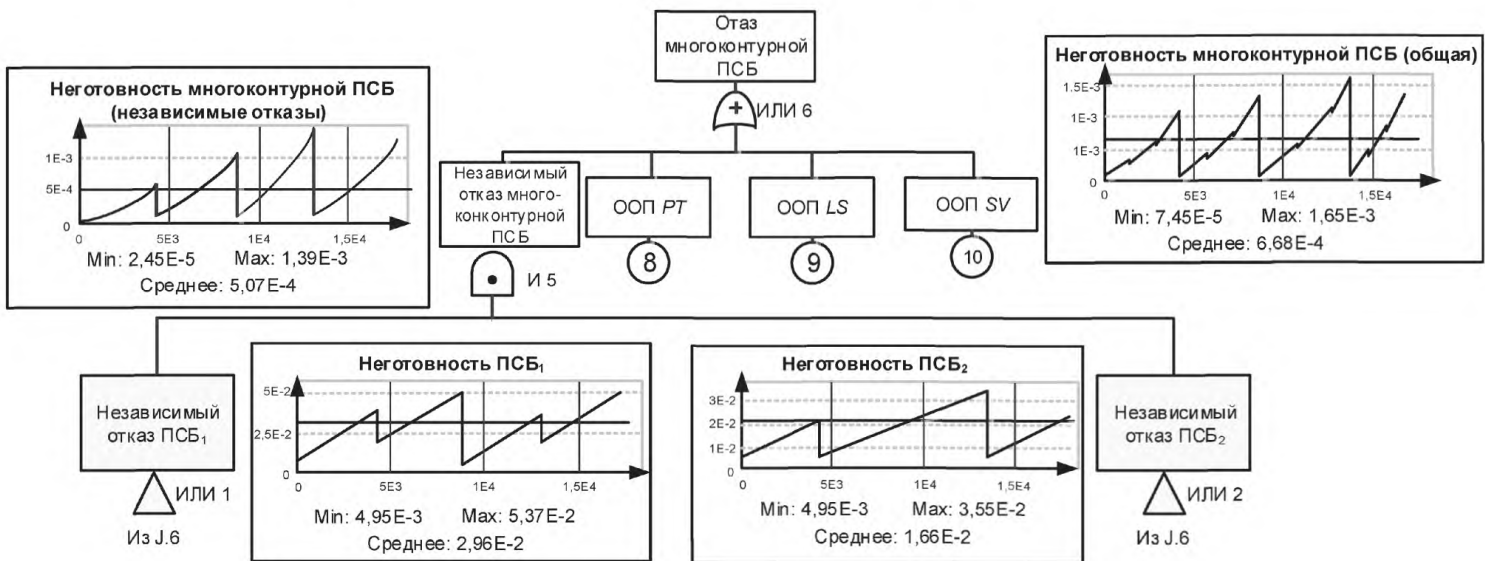 Отаз
многоконтурной
ПСБ
ИЛИ 6
Неготовность многоконтурной ПСБ
(независимые отказы)
1E-3
5E-4
0
0
5E3
1E4
1,5E4
Min: 2,45E-5 Max: 1,39E-3
Среднее: 5,07E-4
Независимый
отказ много-
конконтурной
ПСБ
И 5
ООП PT
8
ООП LS
9
ООП SV
10
Неготовность многоконтурной ПСБ (общая)
1.5E-3
1E-3
1E-3
0
0
5E3
1E4
1.5E4
Min: 7,45E-5 Max: 1,65E-3
Среднее: 6,68E-4
Независимый
отказ ПСБ1
ИЛИ 1
Из J.6
Неготовность ПСБ1
5E-2
2,5E-2
0
0
5E3
1E4
1,5E4
Min: 4,95E-3 Max: 5,37E-2
Среднее: 2,96E-2
Неготовность ПСБ2
3E-2
2E-2
1E-2
0
0
5E3
1E4
1,5E4
Min: 4,95E-3 Max: 3,55E-2
Среднее: 1,66E-2
Независимый
отказ ПСБ2
ИЛИ 2
Из J.6